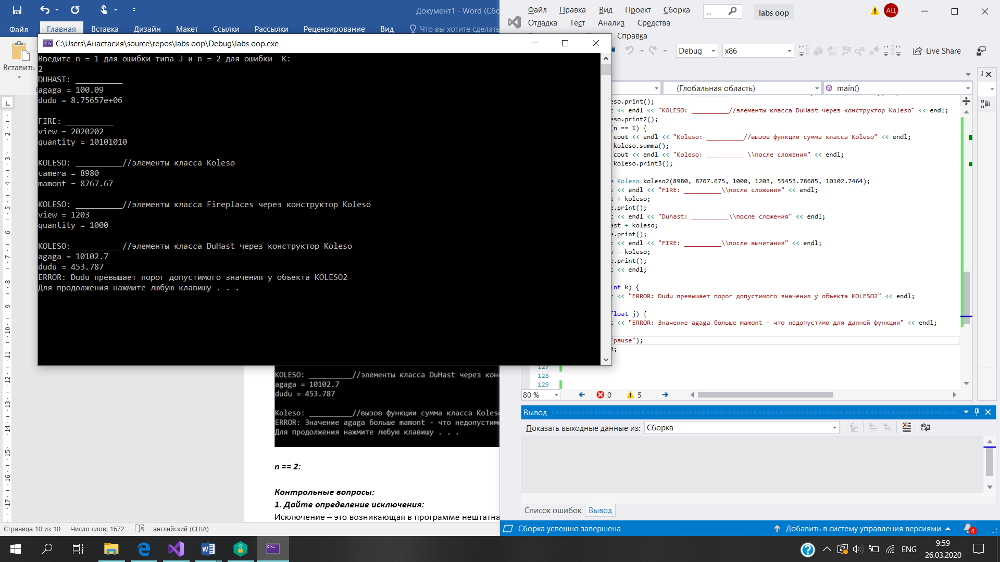 Документ1 - Word (Сбо
Файл
Главная
Вставка
Дизайн
Макет
Ссылки
Рассылки
Рецензирование
Вид
Что вы хотите сделать
Вставить
C:\Users\Анастасия\source\repos\labs oop\Debug\labs oop.exe
Введите n = 1 для ошибки типа J и n = 2 для ошибки  K:
2
DUHAST: __________
agaga = 100.09
dudu = 8.75657e+06
FIRE: __________
view = 2020202
quantity = 10101010
KOLESO: __________//элементы класса Koleso
camera = 8980
mamont = 8767.67
KOLESO: __________//элементы класса Fireplaces через конструктор Koleso
view = 1203
quantity = 1000
KOLESO: __________//элементы класса DuHast через конструктор Koleso
agaga = 10102.7
dudu = 453.787
ERROR: Dudu превышает порог допустимого значения у объекта KOLESO2
Для продолжения нажмите любую клавишу . . .
KOLESO: __________//элементы класса DuHast через кон
agaga = 10102.7
dudu = 453.787
Koleso: __________//вызов функции сумма класса Koles
ERROR: Значение agaga больше mamont - что недопустим
Для продолжения нажмите любую клавишу . . .
n == 2:
Контрольные вопросы:
1. Дайте определение исключения:
Исключение – это возникающая в программе нештатна
Страница 10 из 10
Число слов: 1672
английский (США)
Файл
Правка
Вид
Проект
Сборка
Отладка
Тест
Анализ
Средства
Справка
...
labs oop
АЦ
Debug
x86
Live Share
(Глобальная область)
main()
eso.print();
t << endl << "KOLESO: __________//элементы класса DuHast через конструктор Koleso" << endl;
eso.print2();
(n == 1) {
cout << endl << "Koleso: __________//вызов функции сумма класса Koleso" << endl;
koleso.summa();
cout << endl << "Koleso: __________ \\после сложения" << endl;
koleso.print3();
e Koleso koleso2(8980, 8767.675, 1000, 1203, 55453.78685, 10102.7464);
t << endl << "FIRE: __________\\после сложения" << endl;
e + koleso;
e.print();
t << endl << "Duhast: __________\\после сложения" << endl;
ast + koleso;
e.print();
t << endl << "FIRE: __________\\после вычитания" << endl;
e - koleso;
e.print();
t << endl;
int k) {
t << "ERROR: Dudu превышает порог допустимого значения у объекта KOLESO2" << endl;
float j) {
t << "ERROR: Значение agaga больше mamont - что недопустимо для данной функции" << endl;
"pause");
0;
127
128
129
80 %
0
5
Вывод
Показать выходные данные из:
Сборка
Список ошибок
Вывод
Сборка успешно завершена
Добавить в систему управления версиями
4
ENG
9:59
26.03.2020